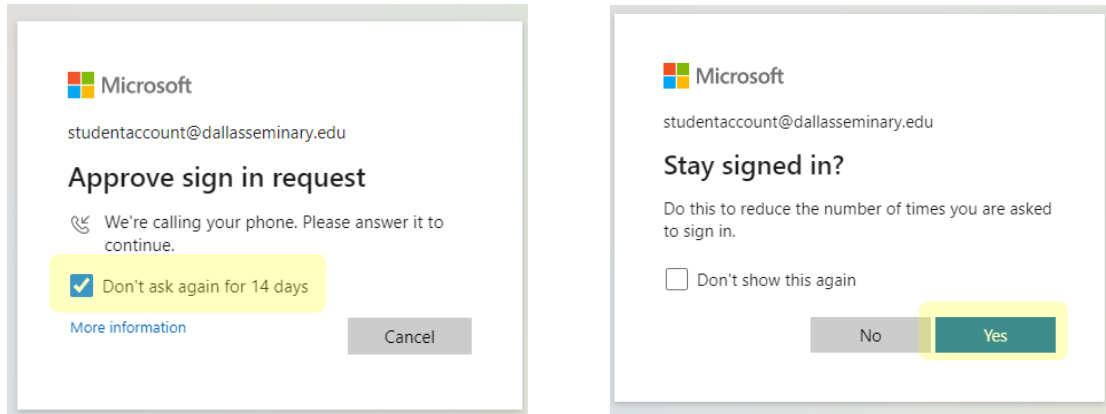 Microsoft
studentaccount@dallasseminary.edu
Approve sign in request
We're calling your phone. Please answer it to
continue.
Don't ask again for 14 days
More information
Cancel
Microsoft
studentaccount@dallasseminary.edu
Stay signed in?
Do this to reduce the number of times you are asked
to sign in.
Don't show this again
No
Yes